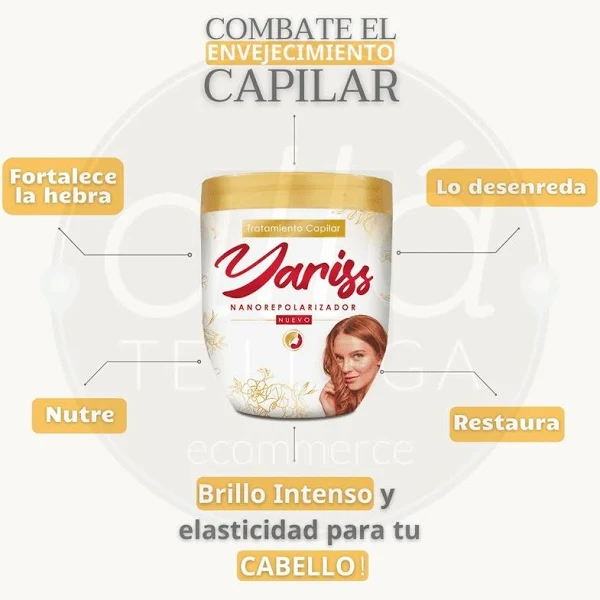 COMBATE EL
ENVEJECIMIENTO
CAPILAR
Fortalece
la hebra
Lo desenreda
Tratamiento Capilar
Yariss
NANOREPOLARIZADOR
NUEVO
Nutre
Restaura
ecommerce
Brillo Intenso y
elasticidad para tu
CABELLO!